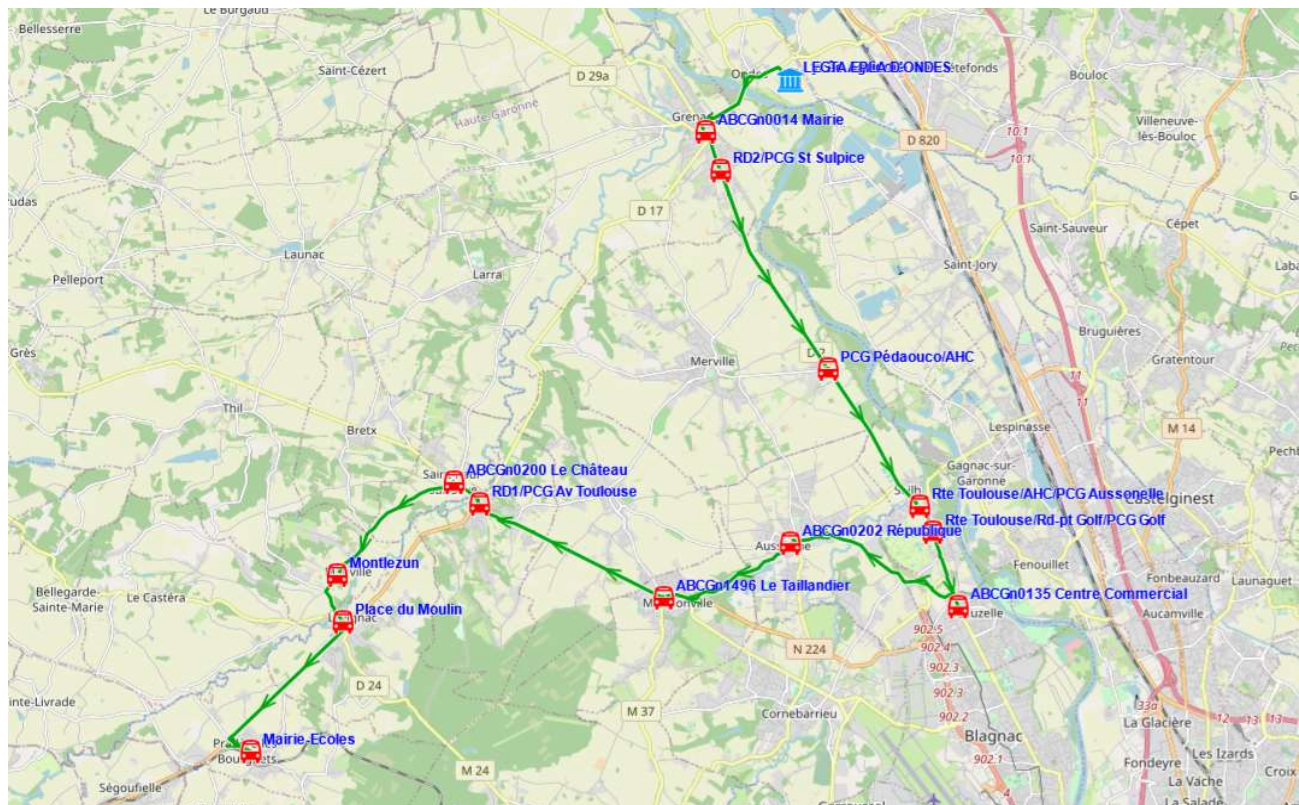 Le Burgaud
Bellesserre
Saint-Cézert
D 29a
LEGTA EPLEA D'ONDES
Bouloc
Haute-Garonne
ABCGn0014 Mairie
D 820
10.1
Villeneuve-
lès-Bouloc
RD2/PCG St Sulpice
10.1
D 17
Saint-Sauveur
Cépet
Launac
Larra
Saint-Jory
Pelleport
Bruguières
Grès
Merville
PCG Pédaouco/AHC
Gratentour
11
11
Thil
Bretx
Lespinasse
M 14
ABCGn0200 Le Château
Gagnac-sur-
Garonne
RD1/PCG Av Toulouse
Rte Toulouse/AHC/PCG Aussonelle
Castelginest
Rte Toulouse/Rd-pt Golf/PCG Golf
ABCGn0202 République
Montlezun
Fenouillet
Fonbeauzard
Launaguet
Bellegarde-
Sainte-Marie
Le Castéra
ABCGn1496 Le Taillandier
ABCGn0135 Centre Commercial
Aucamville
Place du Moulin
902.5
902.4
N 224
902.3
D 24
902.2
33a
13
13
M 37
Cornebarrieu
La Glacière
Mairie-Ecoles
Blagnac
Les Izards
902.1
Fondeyre
Croix
M 24
La Vache
Ségoufielle
La Salade